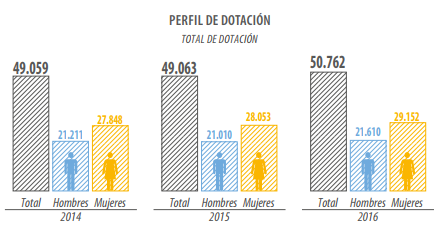 PERFIL DE DOTACIÓN
TOTAL DE DOTACIÓN
49.059
21.211
27.848
Total Hombres Mujeres
2014
49.063
21.010
28.053
Total Hombres Mujeres
2015
50.762
21.610
29.152
Total Hombres Mujeres
2016